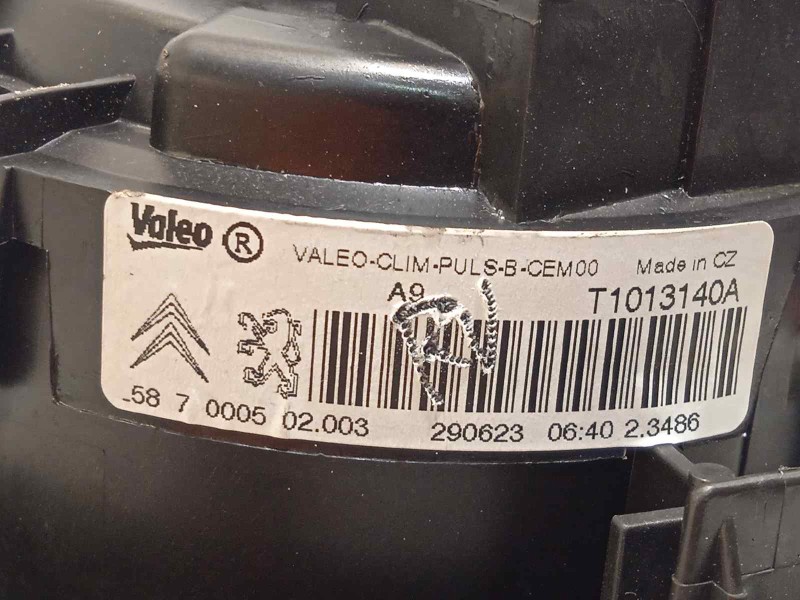 Valeo ®
VALEO-CLIM-PULS-B-CEM00 Made in CZ
A9 T1013140A
_58 7 0005 02.003 290623 06:40 2.3486